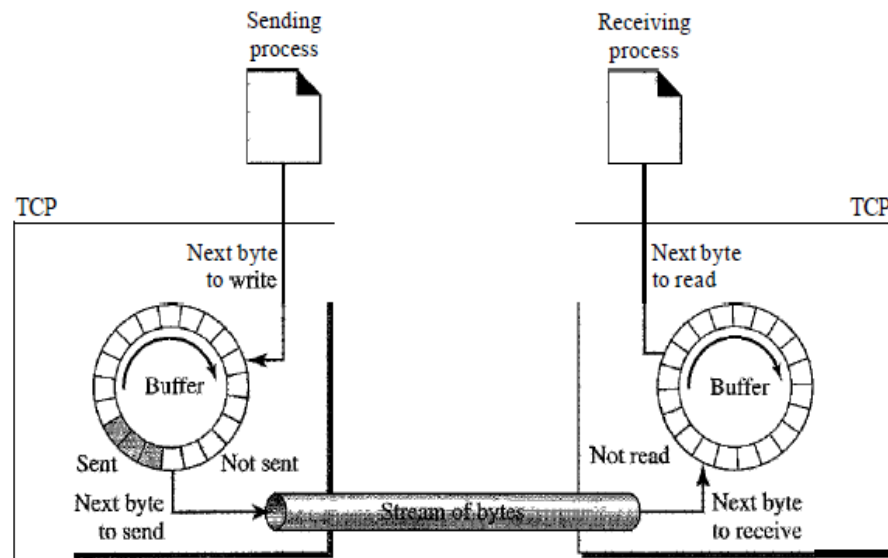 Sending
process
Receiving
process
TCP
TCP
Next byte
to write
Next byte
to read
Buffer
Buffer
Sent
Not sent
Not read
Next byte
to send
Stream of bytes
Next byte
to receive